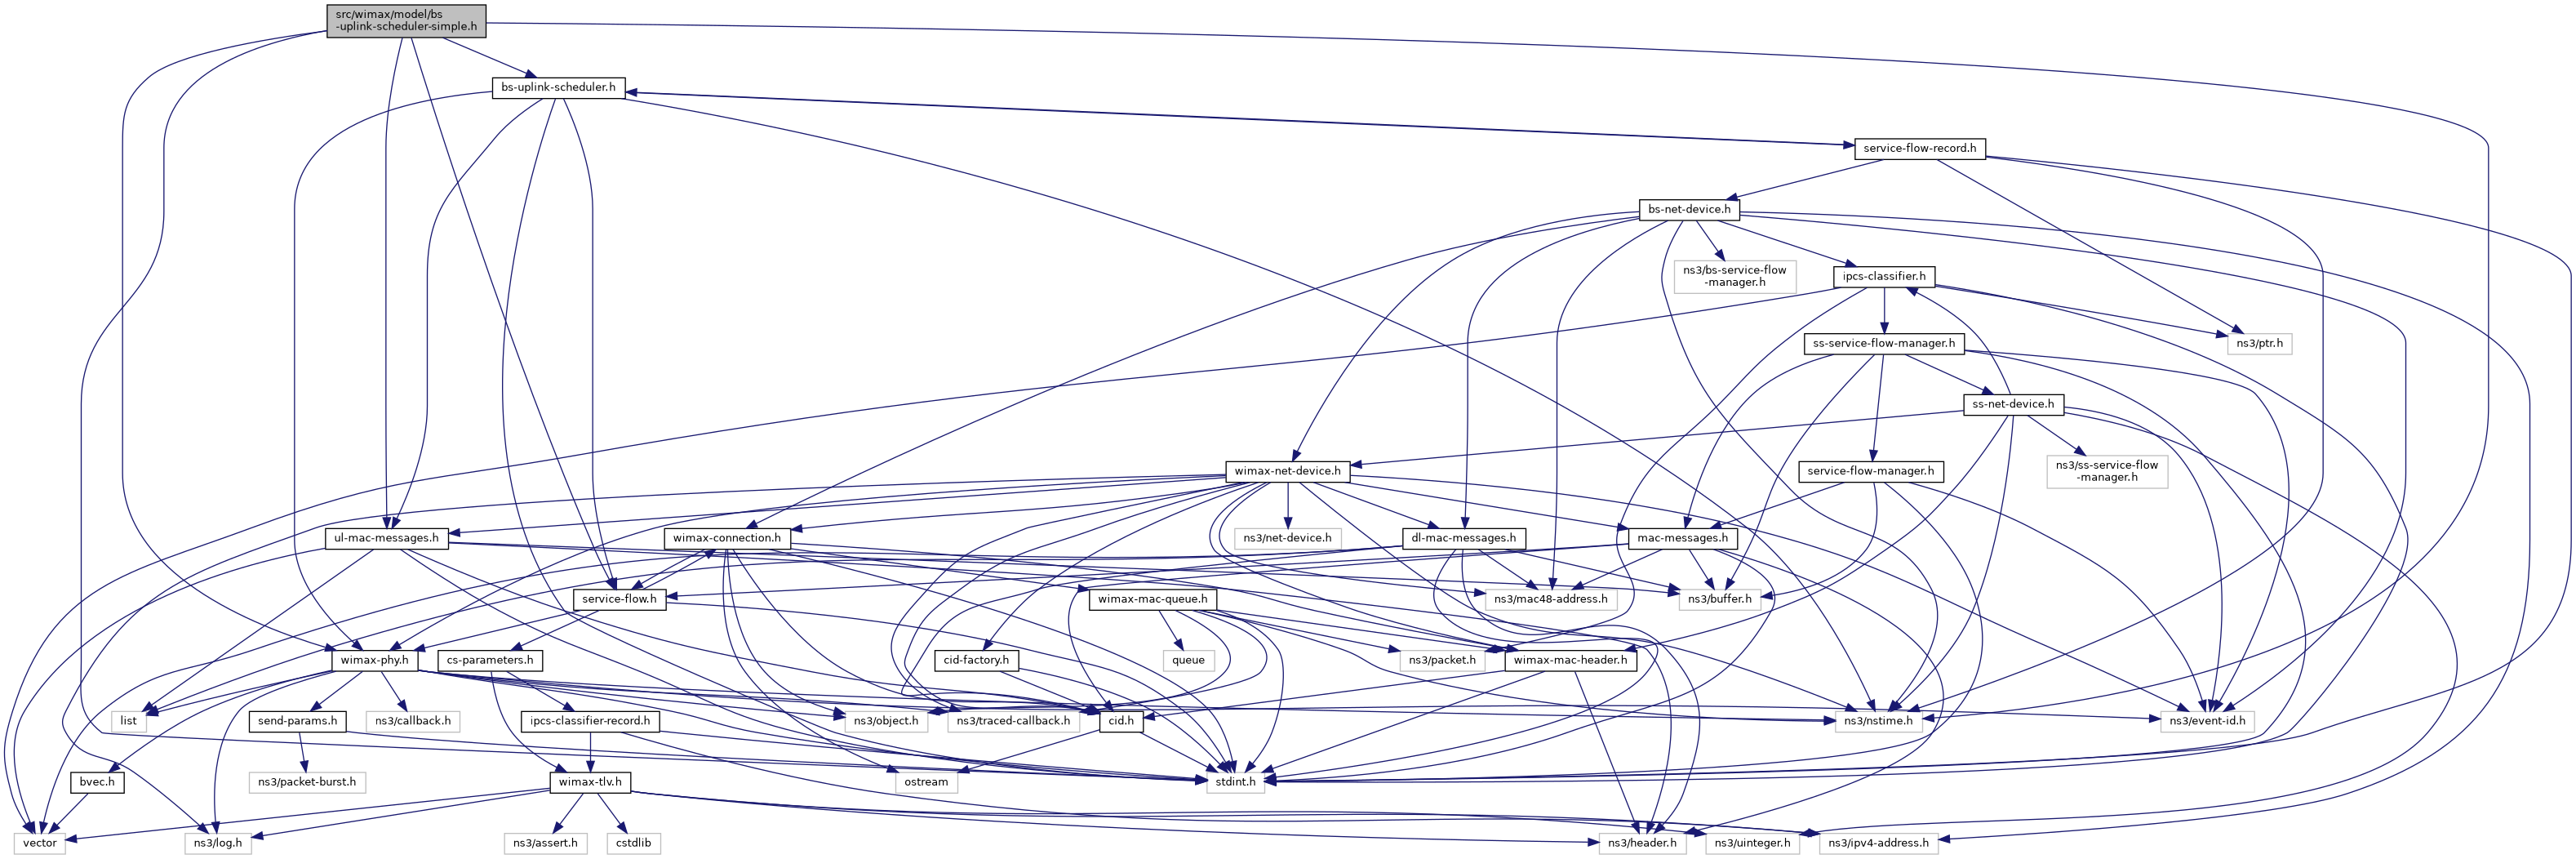 src/wimax/model/bs
-uplink-scheduler-simple.h
bs-uplink-scheduler.h
service-flow-record.h
bs-net-device.h
ns3/bs-service-flow
-manager.h
ipcs-classifier.h
ss-service-flow-manager.h
ns3/ptr.h
ss-net-device.h
wimax-net-device.h
service-flow-manager.h
ns3/ss-service-flow
-manager.h
ul-mac-messages.h
wimax-connection.h
ns3/net-device.h
dl-mac-messages.h
mac-messages.h
service-flow.h
wimax-mac-queue.h
ns3/mac48-address.h
ns3/buffer.h
wimax-phy.h
cs-parameters.h
cid-factory.h
queue
ns3/packet.h
wimax-mac-header.h
list
send-params.h
ns3/callback.h
ipcs-classifier-record.h
ns3/object.h
ns3/traced-callback.h
cid.h
ns3/nstime.h
ns3/event-id.h
bvec.h
ns3/packet-burst.h
wimax-tlv.h
ostream
stdint.h
vector
ns3/log.h
ns3/assert.h
cstdlib
ns3/header.h
ns3/uinteger.h
ns3/ipv4-address.h